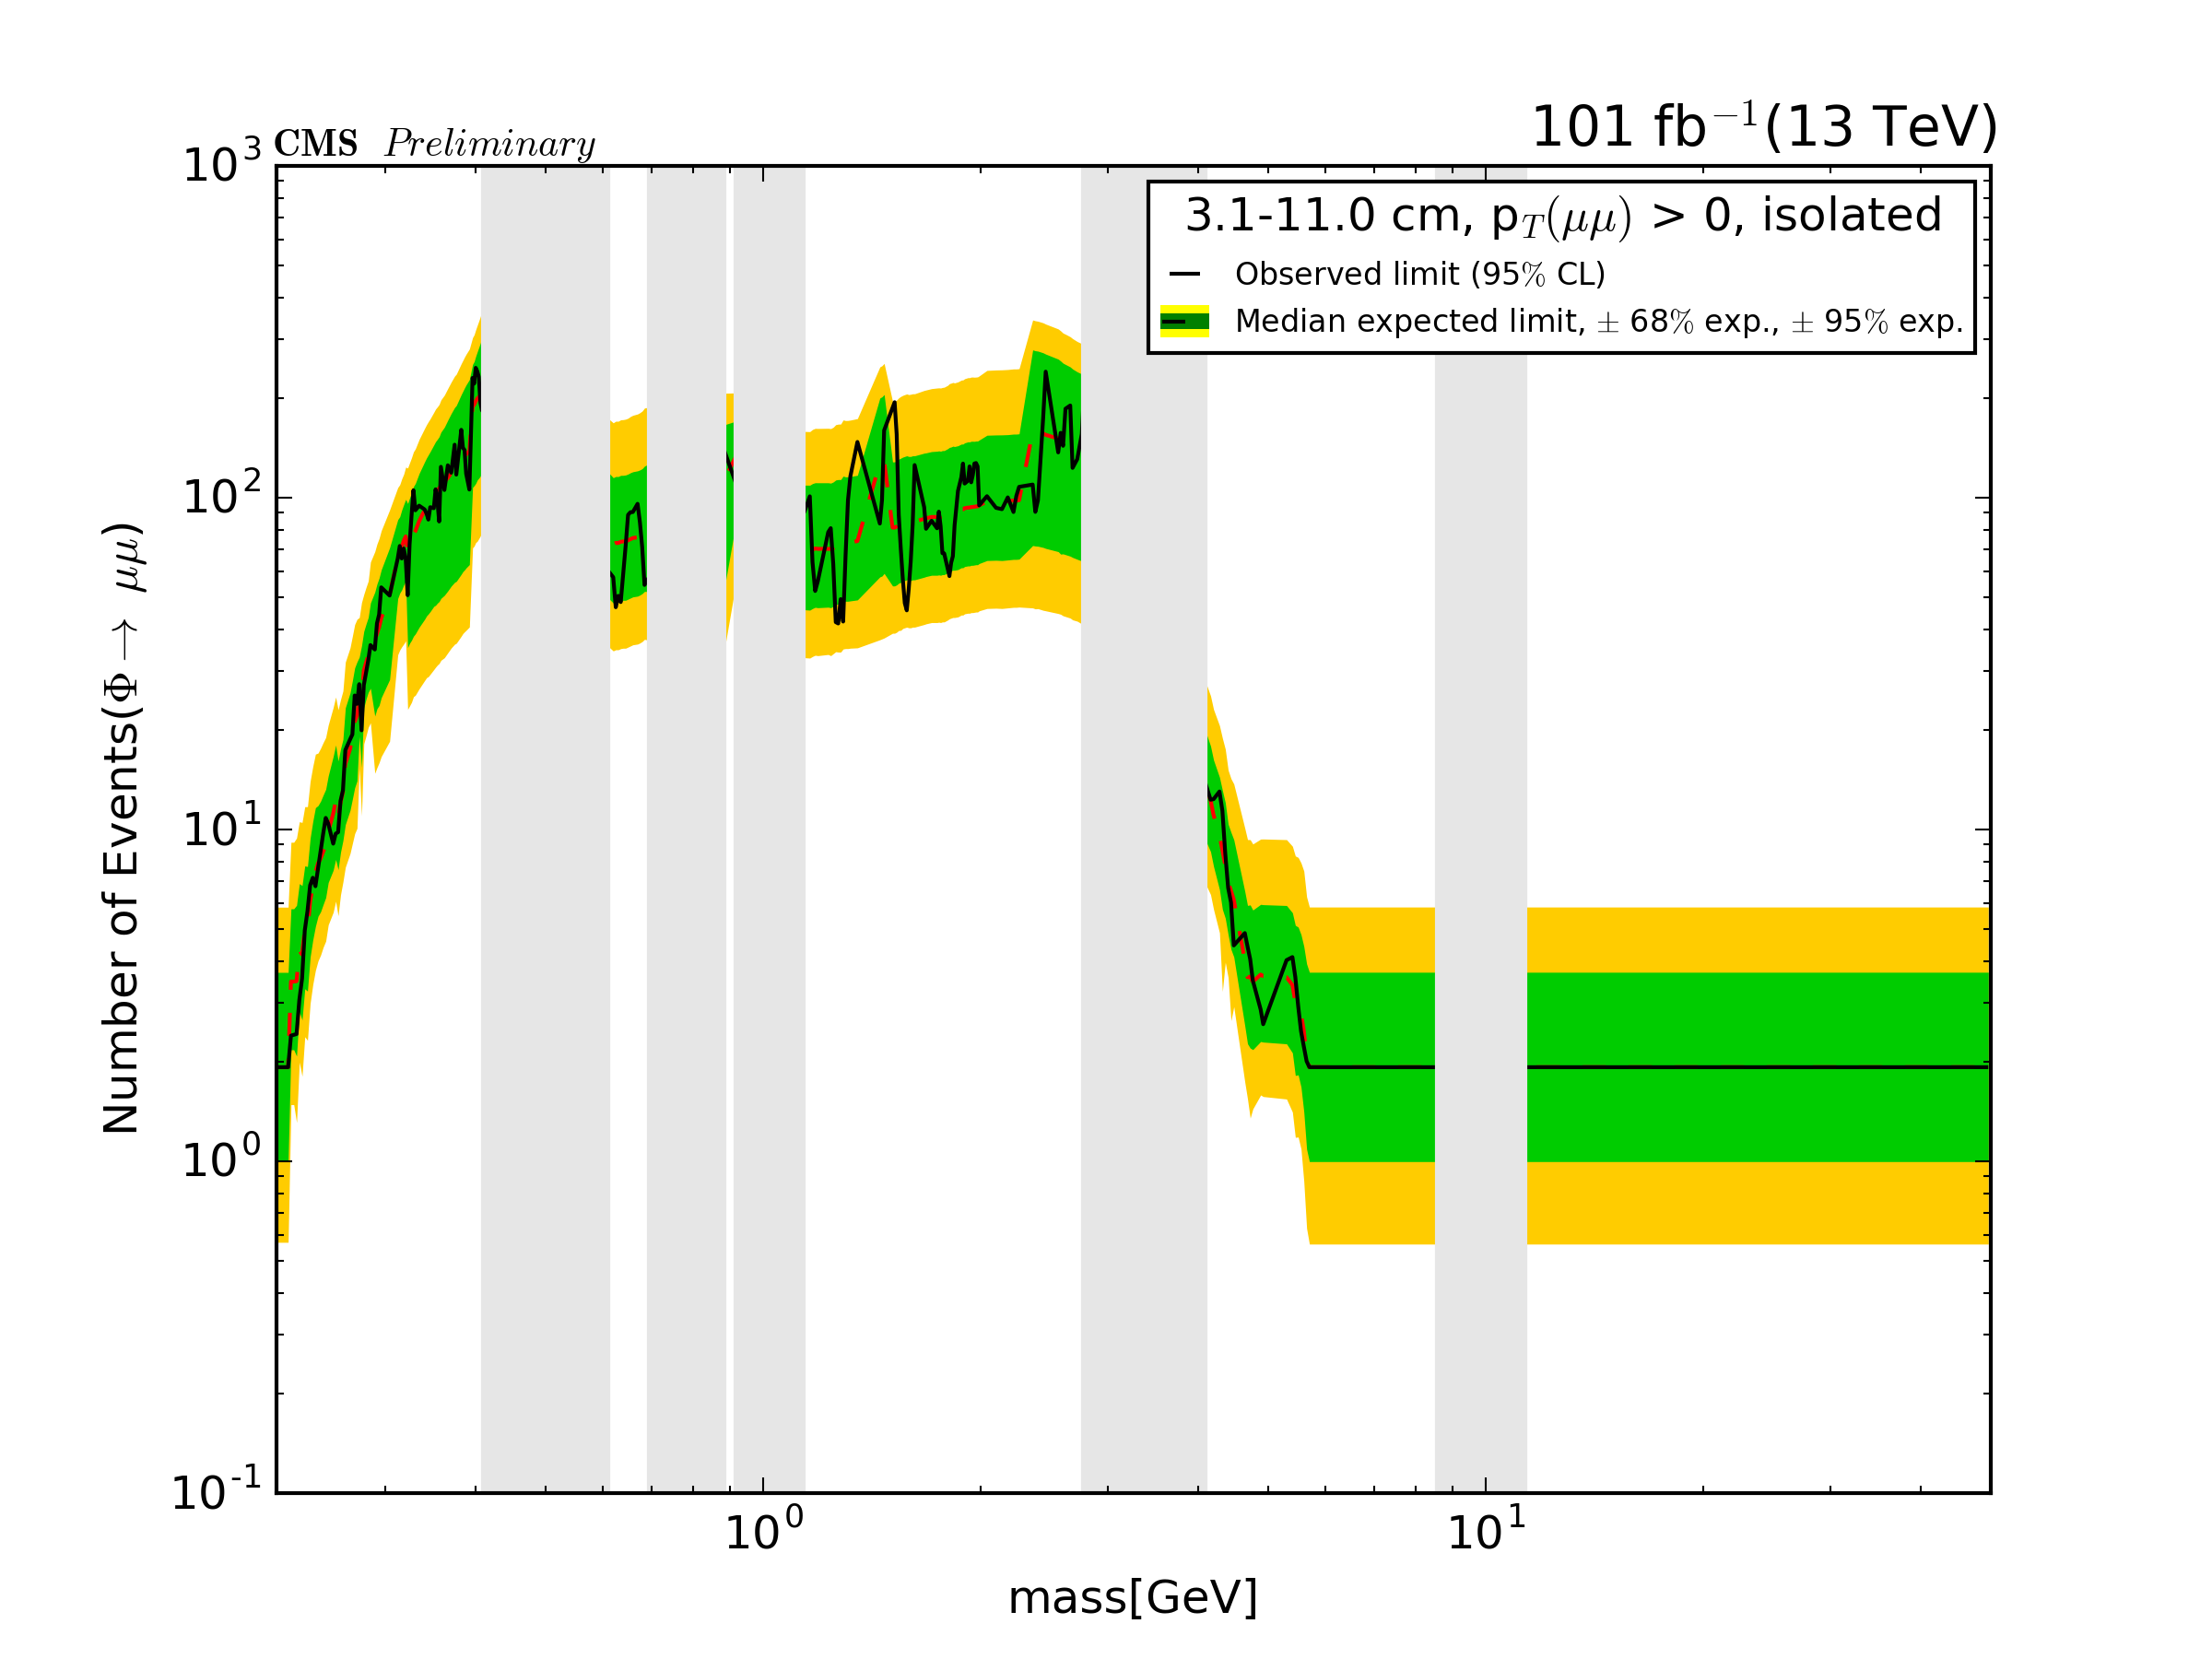 CMS Preliminary
101 fb⁻¹(13 TeV)
3.1-11.0 cm, p_T(μμ) > 0, isolated
Observed limit (95% CL)
Median expected limit, ± 68% exp., ± 95% exp.
10³
10²
10¹
10⁰
10⁻¹
Number of Events(Φ → μμ)
10⁰
10¹
mass[GeV]